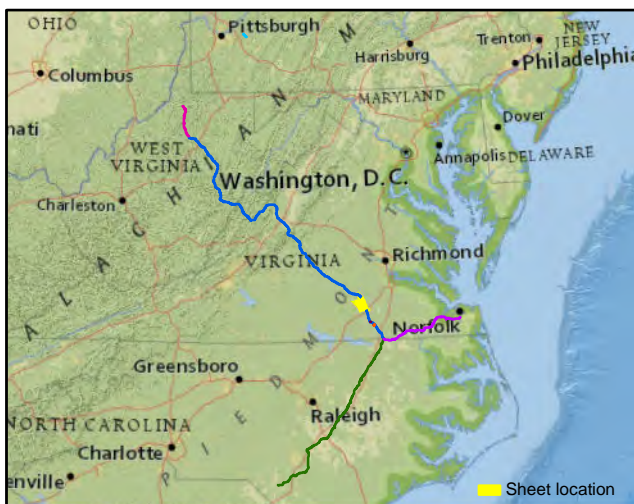 OHIO
Pittsburgh
NEW
JERSEY
Trenton
Harrisburg
Philadelphia
Columbus
MARYLAND
nati
Dover
WEST
VIRGINIA
Annapolis
DELAWARE
Washington, D.C.
Charleston
Richmond
VIRGINIA
Norfolk
Greensboro
Raleigh
NORTH CAROLINA
Charlotte
enville
A L A C H I A N M
P I E D M O N T
Sheet location